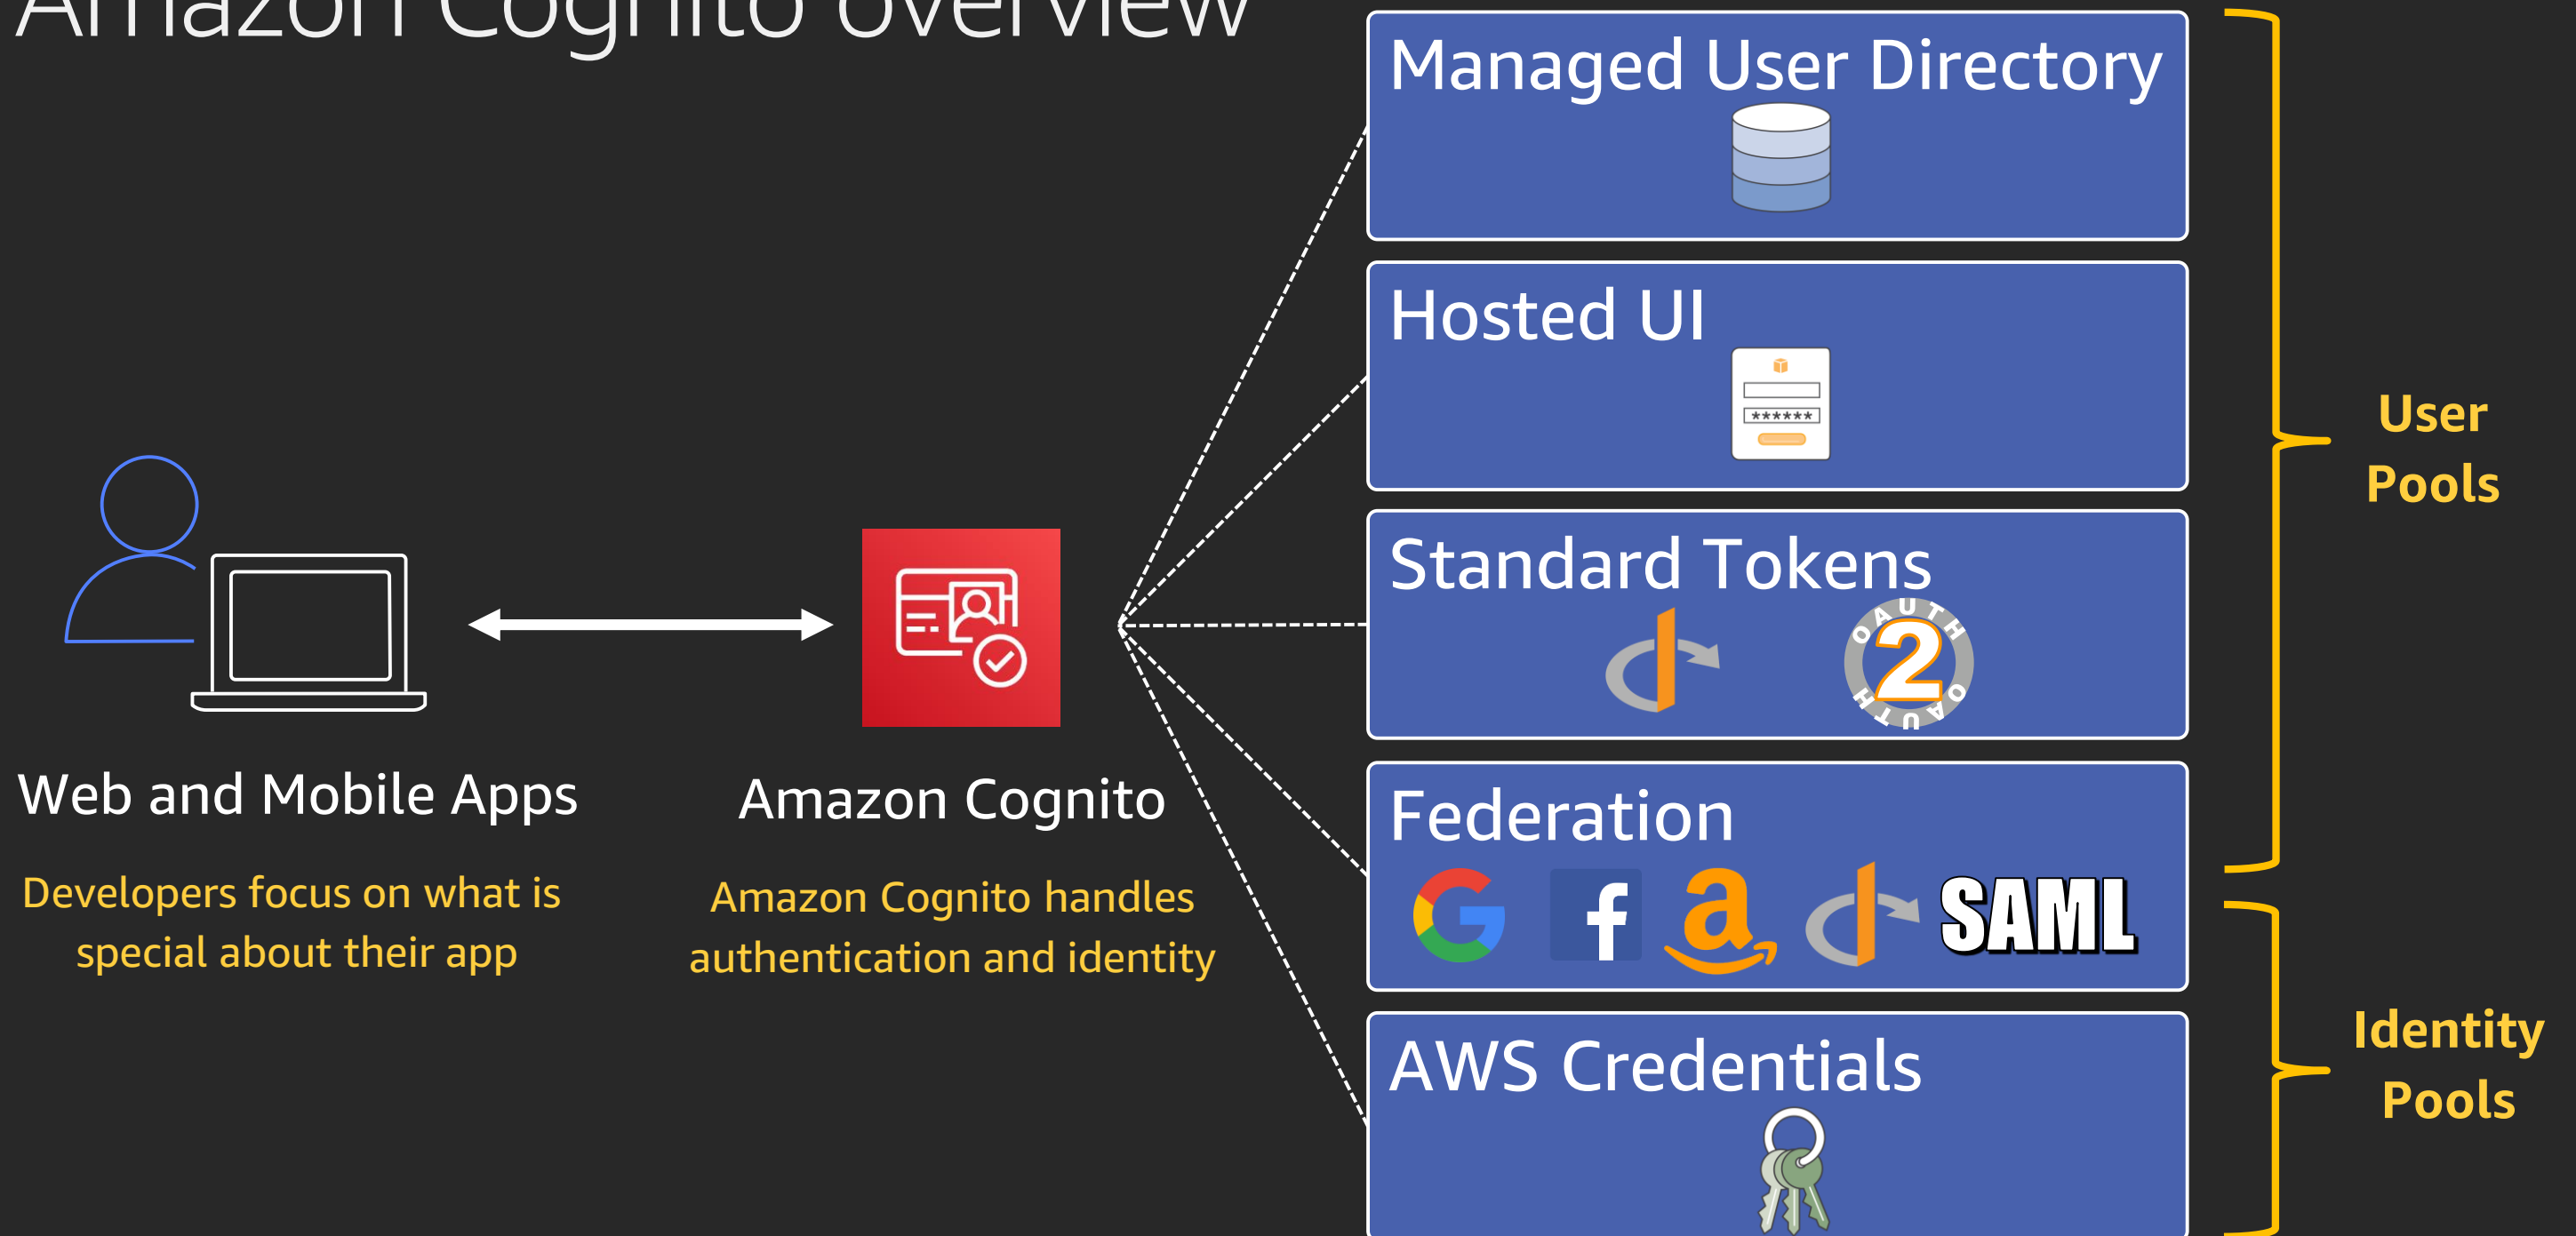 Amazon Cognito overview
Managed User Directory
Hosted UI
******
Standard Tokens
OAUTH
2
OAUTH
Federation
G
f
a
SAML
AWS Credentials
User
Pools
Identity
Pools
Web and Mobile Apps
Developers focus on what is
special about their app
Amazon Cognito
Amazon Cognito handles
authentication and identity